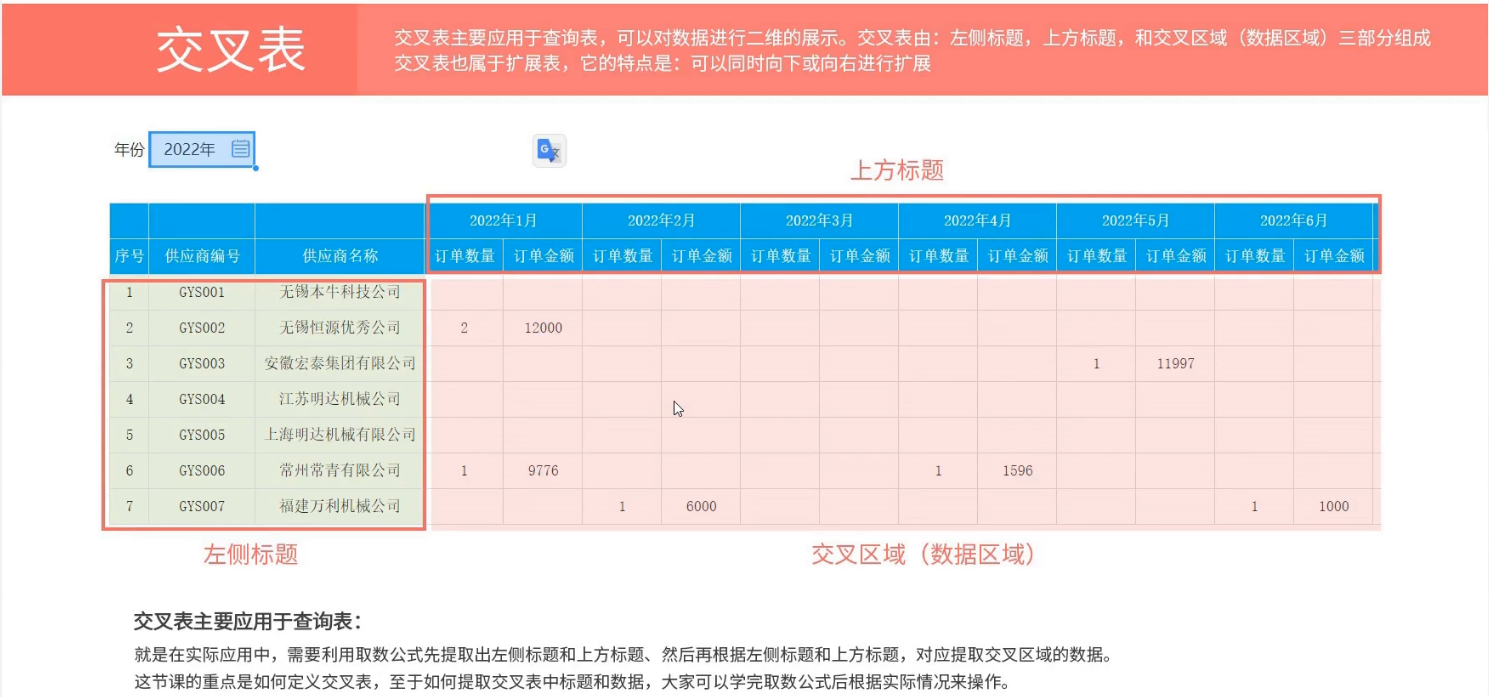 交叉表
交叉表主要应用于查询表，可以对数据进行二维的展示。交叉表由：左侧标题，上方标题，和交叉区域（数据区域）三部分组成
交叉表也属于扩展表，它的特点是：可以同时向下或向右进行扩展
年份 2022年
上方标题
2022年1月 2022年2月 2022年3月 2022年4月 2022年5月 2022年6月
序号 供应商编号 供应商名称 订单数量 订单金额 订单数量 订单金额 订单数量 订单金额 订单数量 订单金额 订单数量 订单金额 订单数量 订单金额
1 GYS001 无锡本牛科技公司
2 GYS002 无锡恒源优秀公司 2 12000
3 GYS003 安徽宏泰集团有限公司 1 11997
4 GYS004 江苏明达机械公司
5 GYS005 上海明达机械有限公司
6 GYS006 常州常青有限公司 1 9776 1 1596
7 GYS007 福建万利机械公司 1 6000 1 1000
左侧标题
交叉区域（数据区域）
交叉表主要应用于查询表：
就是在实际应用中，需要利用取数公式先提取出左侧标题和上方标题、然后再根据左侧标题和上方标题，对应提取交叉区域的数据。
这节课的重点是如何定义交叉表，至于如何提取交叉表中标题和数据，大家可以学完取数公式后根据实际情况来操作。